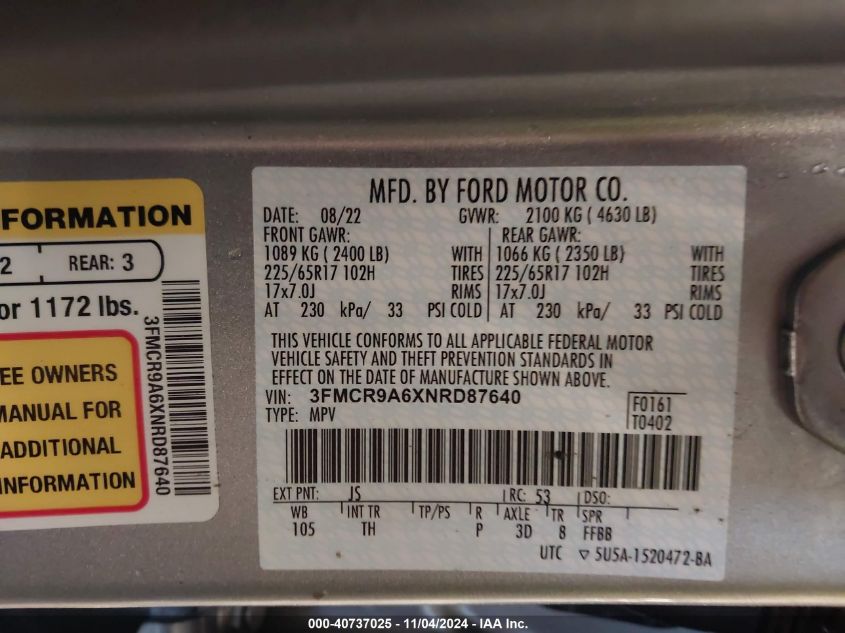 FORMATION
2 REAR: 3
or 1172 lbs.
EE OWNERS
MANUAL FOR
ADDITIONAL
INFORMATION
3FMCR9A6XNRD87640
MFD. BY FORD MOTOR CO.
DATE: 08/22 GVWR: 2100 KG ( 4630 LB)
FRONT GAWR: REAR GAWR:
1089 KG ( 2400 LB) WITH 1066 KG ( 2350 LB) WITH
225/65R17 102H TIRES 225/65R17 102H TIRES
17x7.0J RIMS 17x7.0J RIMS
AT 230 kPa/ 33 PSI COLD AT 230 kPa/ 33 PSI COLD
THIS VEHICLE CONFORMS TO ALL APPLICABLE FEDERAL MOTOR
VEHICLE SAFETY AND THEFT PREVENTION STANDARDS IN
EFFECT ON THE DATE OF MANUFACTURE SHOWN ABOVE.
VIN: 3FMCR9A6XNRD87640 F0161
TYPE: MPV T0402
EXT PNT: JS RC: 53 DSO:
WB INT TR TP/PS R AXLE TR SPR
105 TH P 3D 8 FFBB
UTC ▽ 5U5A-1520472-BA
000-40737025 - 11/04/2024 - IAA Inc.